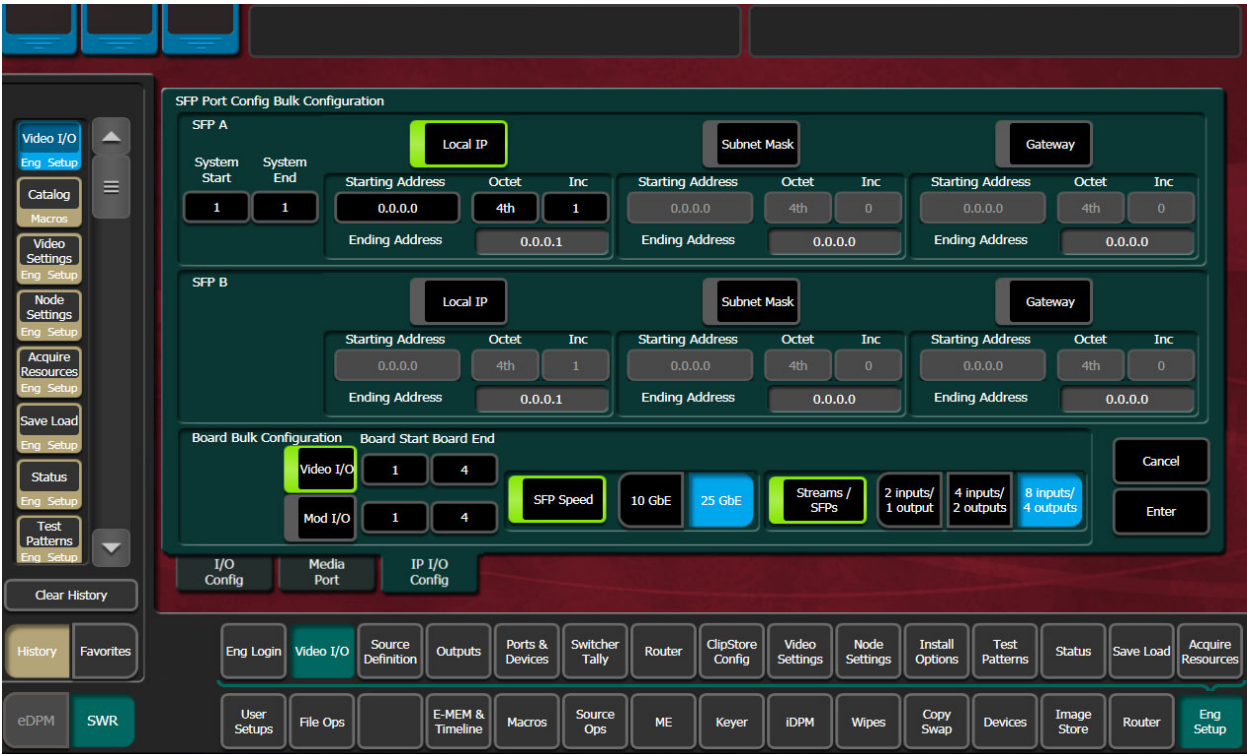 SFP Port Config Bulk Configuration
SFP A
Local IP
Subnet Mask
Gateway
System Start
System End
Starting Address Octet Inc
Starting Address Octet Inc
Starting Address Octet Inc
1 1
0.0.0.0 4th 1
0.0.0.0 4th 0
0.0.0.0 4th 0
Ending Address 0.0.0.1
Ending Address 0.0.0.0
Ending Address 0.0.0.0
SFP B
Local IP
Subnet Mask
Gateway
Starting Address Octet Inc
Starting Address Octet Inc
Starting Address Octet Inc
0.0.0.0 4th 1
0.0.0.0 4th 0
0.0.0.0 4th 0
Ending Address 0.0.0.1
Ending Address 0.0.0.0
Ending Address 0.0.0.0
Board Bulk Configuration Board Start Board End
Video I/O 1 4
Mod I/O 1 4
SFP Speed
10 GbE
25 GbE
Streams /
SFPs
2 inputs/
1 output
4 inputs/
2 outputs
8 inputs/
4 outputs
Cancel
Enter
I/O
Config
Media
Port
IP I/O
Config
Video I/O
Eng Setup
Catalog
Macros
Video
Settings
Eng Setup
Node
Settings
Eng Setup
Acquire
Resources
Eng Setup
Save Load
Eng Setup
Status
Eng Setup
Test
Patterns
Eng Setup
Clear History
History
Favorites
Eng Login
Video I/O
Source
Definition
Outputs
Ports &
Devices
Switcher
Tally
Router
ClipStore
Config
Video
Settings
Node
Settings
Install
Options
Test
Patterns
Status
Save Load
Acquire
Resources
eDPM
SWR
User
Setups
File Ops
E-MEM &
Timeline
Macros
Source
Ops
ME
Keyer
iDPM
Wipes
Copy
Swap
Devices
Image
Store
Router
Eng
Setup